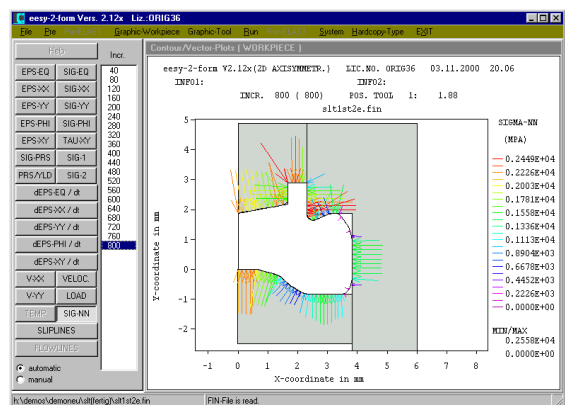 eesy-2-form Vers. 2.12x Liz.:ORIG36
File Pre Graphic-Workpiece Graphic-Tool Run System Hardcopy-Type EXIT
Help
Incr.
EPS-EQ SIG-EQ
EPS-XX SIG-XX
EPS-YY SIG-YY
EPS-PHI SIG-PHI
EPS-XY TAU-XY
SIG-PRS SIG-1
PRS/YLD SIG-2
dEPS-EQ / dt
dEPS-XX / dt
dEPS-YY / dt
dEPS-PHI / dt
dEPS-XY / dt
V-XX VELOC.
V-YY LOAD
TEMP. SIG-NN
SLIPLINES
FLOWLINES
automatic
manual
40
80
120
160
200
240
280
320
360
400
440
480
520
560
600
640
680
720
760
800
Contour/Vector-Plots ( WORKPIECE )
eesy-2-form V2.12x(2D AXISYMMETR.) LIC.NO. ORIG36 03.11.2000 20.06
INFO1: INFO2:
INCR. 800 ( 800) POS. TOOL 1: 1.88
slt1st2e.fin
SIGMA-NN
(MPA)
0.2449E+04
0.2226E+04
0.2003E+04
0.1781E+04
0.1558E+04
0.1336E+04
0.1113E+04
0.8904E+03
0.6678E+03
0.4452E+03
0.2226E+03
0.0000E+00
MIN/MAX
0.2558E+04
0.0000E+00
Y-coordinate in mm
5
4
3
2
1
0
-1
-2
-1 0 1 2 3 4 5 6 7 8
X-coordinate in mm
h:\demos\demoneu\slt(fertig)\slt1st2e.fin FIN-File is read.